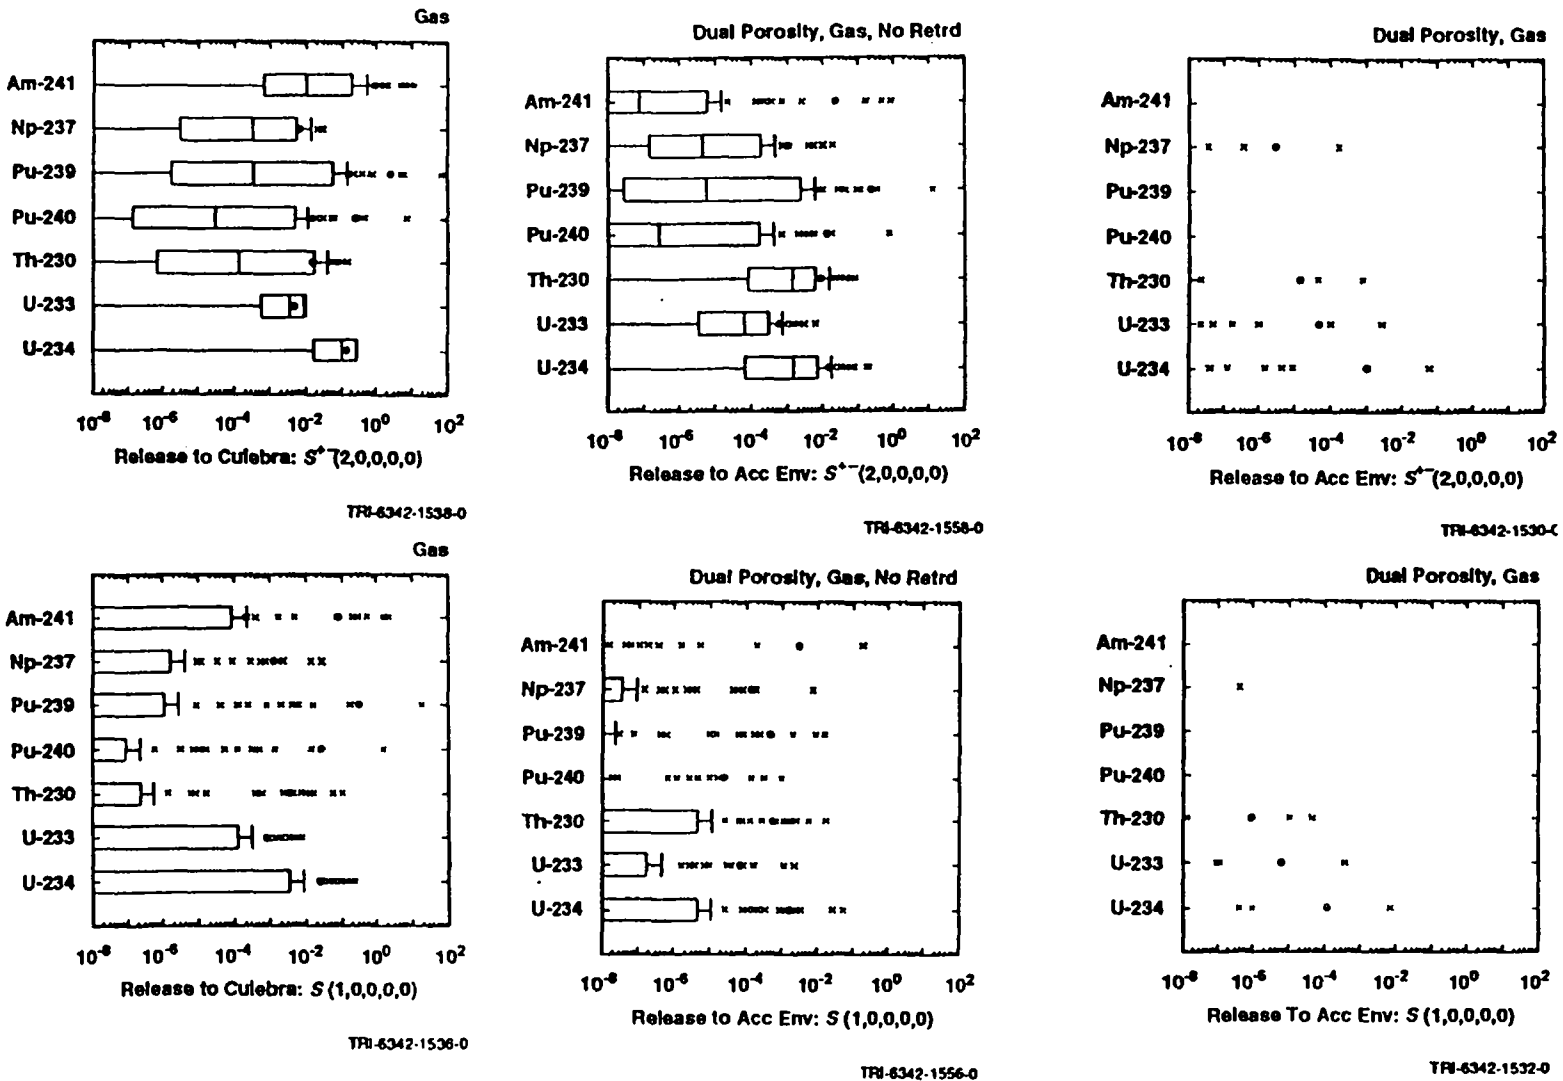 Gas
Am-241
Np-237
Pu-239
Pu-240
Th-230
U-233
U-234
10⁻⁸ 10⁻⁶ 10⁻⁴ 10⁻² 10⁰ 10²
Release to Culebra: S⁺⁻(2,0,0,0,0)
TRI-6342-1538-0
Dual Porosity, Gas, No Retrd
Am-241
Np-237
Pu-239
Pu-240
Th-230
U-233
U-234
10⁻⁸ 10⁻⁶ 10⁻⁴ 10⁻² 10⁰ 10²
Release to Acc Env: S⁺⁻(2,0,0,0,0)
TRI-6342-1558-0
Dual Porosity, Gas
Am-241
Np-237
Pu-239
Pu-240
Th-230
U-233
U-234
10⁻⁸ 10⁻⁶ 10⁻⁴ 10⁻² 10⁰ 10²
Release to Acc Env: S⁺⁻(2,0,0,0,0)
TRI-6342-1530-0
Gas
Am-241
Np-237
Pu-239
Pu-240
Th-230
U-233
U-234
10⁻⁸ 10⁻⁶ 10⁻⁴ 10⁻² 10⁰ 10²
Release to Culebra: S (1,0,0,0,0)
TRI-6342-1536-0
Dual Porosity, Gas, No Retrd
Am-241
Np-237
Pu-239
Pu-240
Th-230
U-233
U-234
10⁻⁸ 10⁻⁶ 10⁻⁴ 10⁻² 10⁰ 10²
Release to Acc Env: S (1,0,0,0,0)
TRI-6342-1556-0
Dual Porosity, Gas
Am-241
Np-237
Pu-239
Pu-240
Th-230
U-233
U-234
10⁻⁸ 10⁻⁶ 10⁻⁴ 10⁻² 10⁰ 10²
Release To Acc Env: S (1,0,0,0,0)
TRI-6342-1532-0